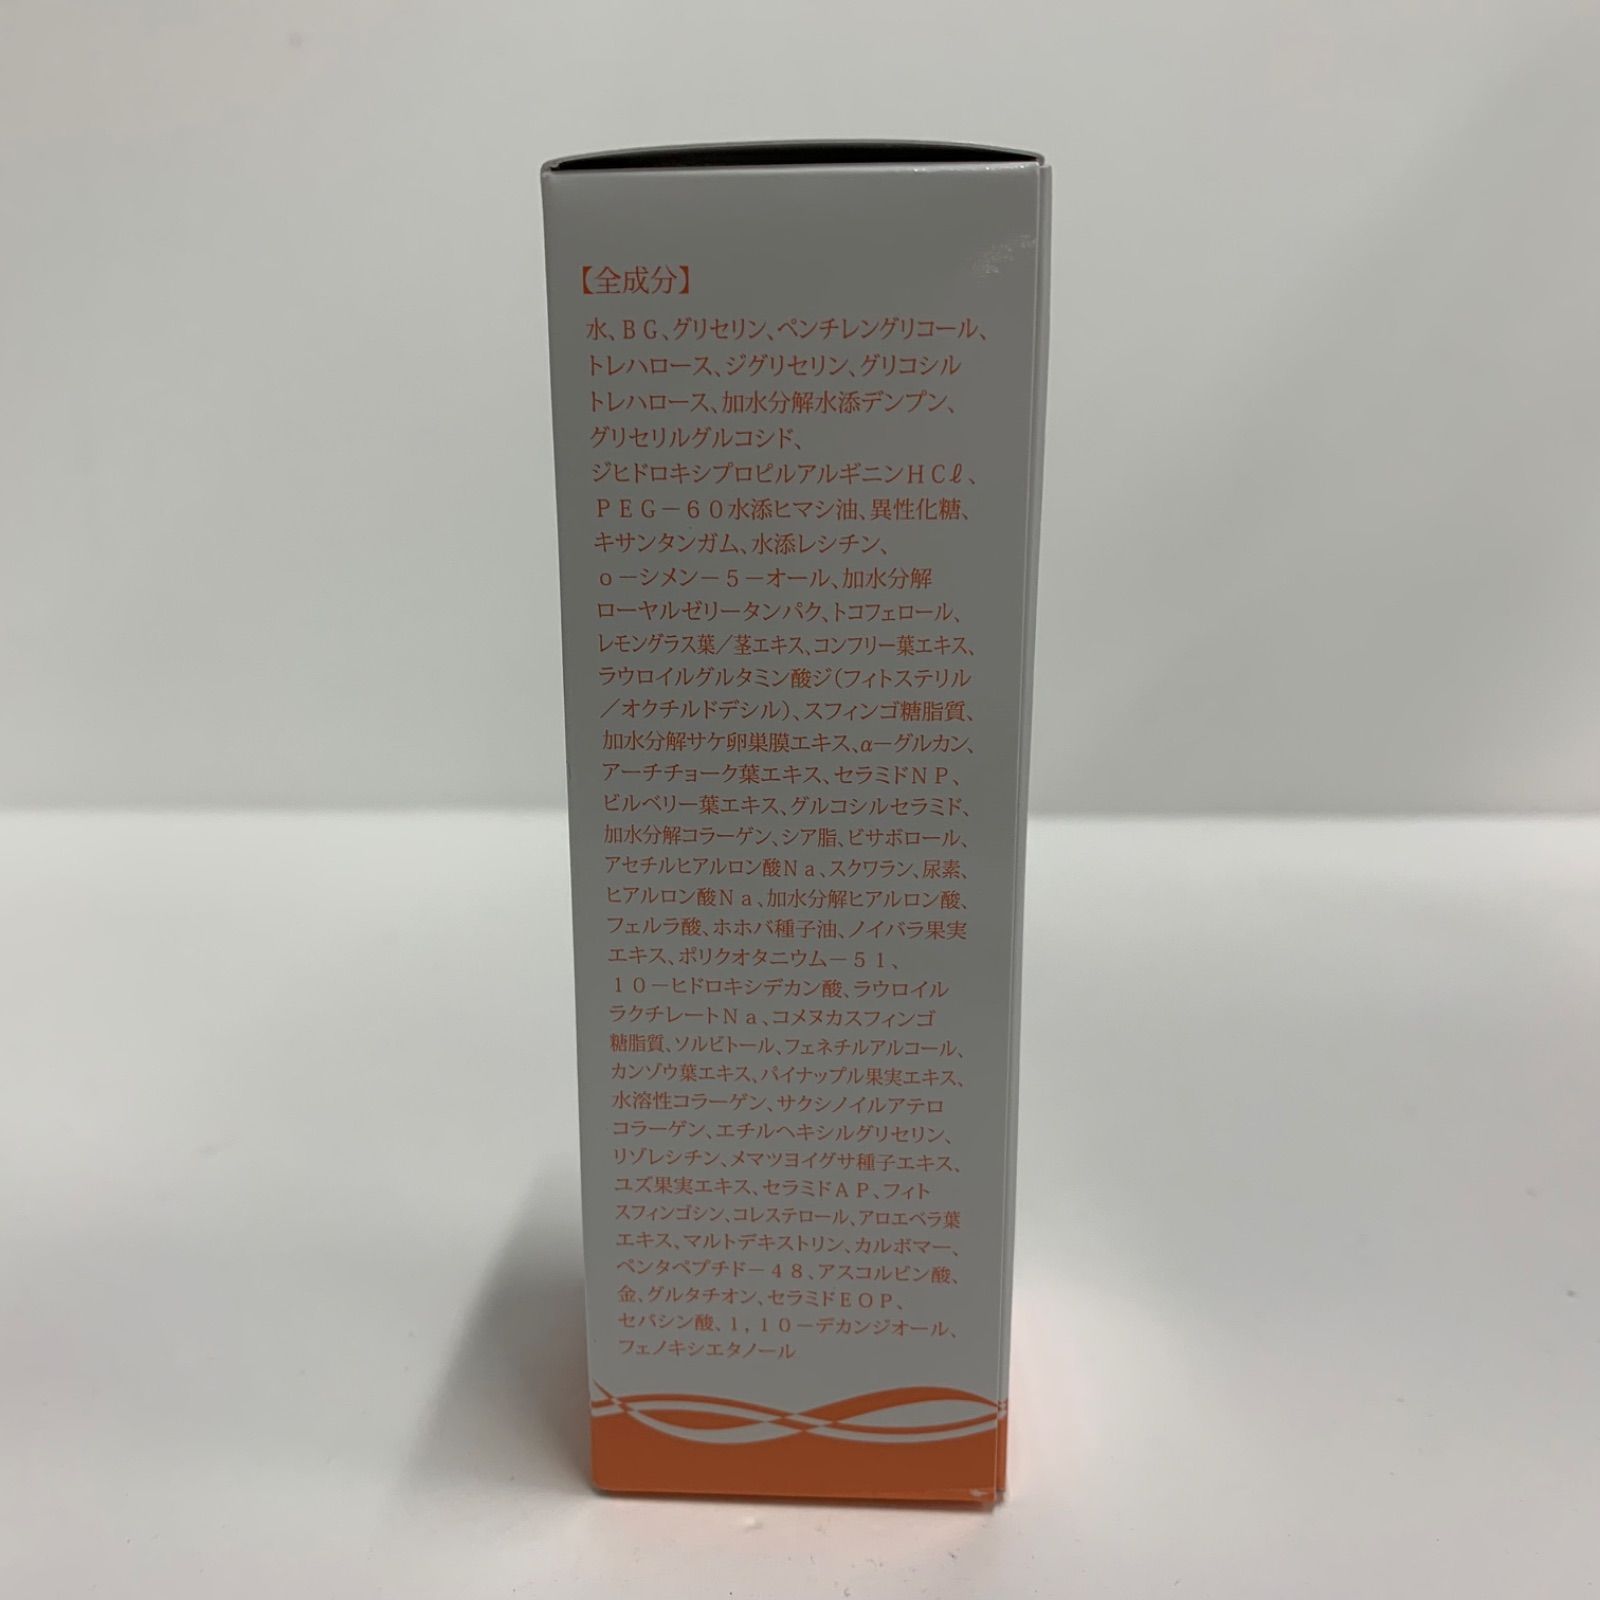 【全成分】
水、ＢＧ、グリセリン、ペンチレングリコール、
トレハロース、ジグリセリン、グリコシル
トレハロース、加水分解水添デンプン、
グリセリルグルコシド、
ジヒドロキシプロピルアルギニンＨＣℓ、
ＰＥＧ－６０水添ヒマシ油、異性化糖、
キサンタンガム、水添レシチン、
ｏ－シメン－５－オール、加水分解
ローヤルゼリータンパク、トコフェロール、
レモングラス葉／茎エキス、コンフリー葉エキス、
ラウロイルグルタミン酸ジ（フィトステリル
／オクチルドデシル）、スフィンゴ糖脂質、
加水分解サケ卵巣膜エキス、α－グルカン、
アーチチョーク葉エキス、セラミドＮＰ、
ビルベリー葉エキス、グルコシルセラミド、
加水分解コラーゲン、シア脂、ビサボロール、
アセチルヒアルロン酸Ｎａ、スクワラン、尿素、
ヒアルロン酸Ｎａ、加水分解ヒアルロン酸、
フェルラ酸、ホホバ種子油、ノイバラ果実
エキス、ポリクオタニウム－５１、
１０－ヒドロキシデカン酸、ラウロイル
ラクチレートＮａ、コメヌカスフィンゴ
糖脂質、ソルビトール、フェネチルアルコール、
カンゾウ葉エキス、パイナップル果実エキス、
水溶性コラーゲン、サクシノイルアテロ
コラーゲン、エチルヘキシルグリセリン、
リゾレシチン、メマツヨイグサ種子エキス、
ユズ果実エキス、セラミドＡＰ、フィト
スフィンゴシン、コレステロール、アロエベラ葉
エキス、マルトデキストリン、カルボマー、
ペンタペプチド－４８、アスコルビン酸、
金、グルタチオン、セラミドＥＯＰ、
セバシン酸、１，１０－デカンジオール、
フェノキシエタノール